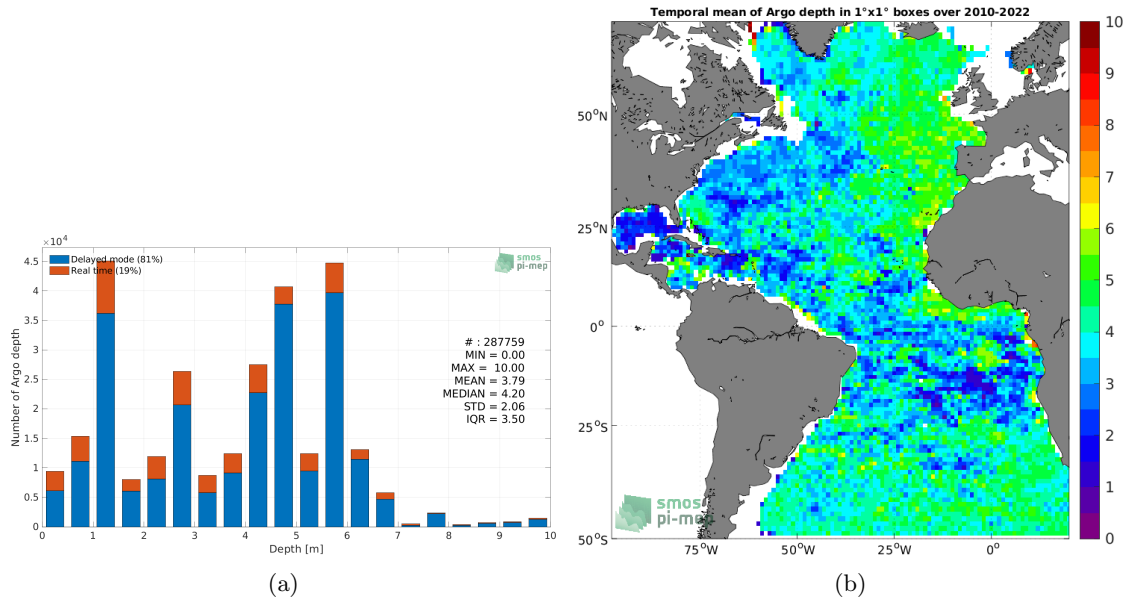 ×10⁴
4.5
4
3.5
3
2.5
2
1.5
1
0.5
0
Number of Argo depth
Delayed mode (81%)
Real time (19%)
smos
pi-mep
# : 287759
MIN = 0.00
MAX = 10.00
MEAN = 3.79
MEDIAN = 4.20
STD = 2.06
IQR = 3.50
0 1 2 3 4 5 6 7 8 9 10
Depth [m]
(a)
Temporal mean of Argo depth in 1°x1° boxes over 2010-2022
50°N
25°N
0°
25°S
50°S
75°W 50°W 25°W 0°
smos
pi-mep
10
9
8
7
6
5
4
3
2
1
0
(b)